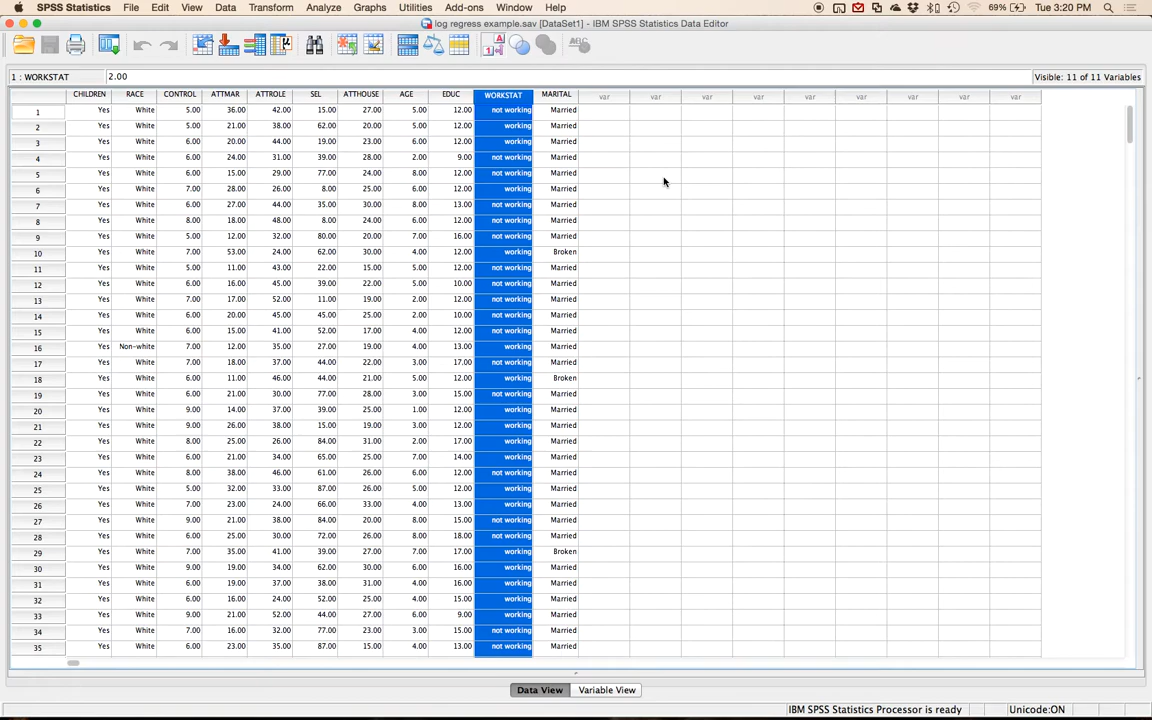 SPSS Statistics File Edit View Data Transform Analyze Graphs Utilities Add-ons Window Help 69% Tue 3:20 PM
log regress example.sav [DataSet1] - IBM SPSS Statistics Data Editor
1 : WORKSTAT 2.00 Visible: 11 of 11 Variables
CHILDREN RACE CONTROL ATTMAR ATTROLE SEL ATTHOUSE AGE EDUC WORKSTAT MARITAL var var var var var var var var var
1 Yes White 5.00 36.00 42.00 15.00 27.00 5.00 12.00 not working Married
2 Yes White 5.00 21.00 38.00 62.00 20.00 5.00 12.00 working Married
3 Yes White 6.00 20.00 44.00 19.00 23.00 6.00 12.00 not working Married
4 Yes White 6.00 24.00 31.00 39.00 28.00 2.00 9.00 not working Married
5 Yes White 6.00 15.00 29.00 77.00 24.00 8.00 12.00 not working Married
6 Yes White 7.00 28.00 26.00 8.00 25.00 6.00 12.00 working Married
7 Yes White 6.00 27.00 44.00 35.00 30.00 8.00 13.00 not working Married
8 Yes White 8.00 18.00 48.00 8.00 24.00 6.00 12.00 not working Married
9 Yes White 5.00 12.00 32.00 80.00 20.00 7.00 16.00 not working Married
10 Yes White 7.00 53.00 24.00 62.00 30.00 4.00 12.00 working Broken
11 Yes White 5.00 11.00 43.00 22.00 15.00 5.00 12.00 not working Married
12 Yes White 6.00 16.00 45.00 39.00 22.00 5.00 10.00 not working Married
13 Yes White 7.00 17.00 52.00 11.00 19.00 2.00 12.00 not working Married
14 Yes White 6.00 20.00 45.00 45.00 25.00 2.00 10.00 not working Married
15 Yes White 6.00 15.00 41.00 52.00 17.00 4.00 12.00 not working Married
16 Yes Non-white 7.00 12.00 35.00 27.00 19.00 4.00 13.00 working Married
17 Yes White 7.00 18.00 37.00 44.00 22.00 3.00 17.00 not working Married
18 Yes White 6.00 11.00 46.00 44.00 21.00 5.00 12.00 working Broken
19 Yes White 6.00 21.00 30.00 77.00 28.00 3.00 15.00 not working Married
20 Yes White 9.00 14.00 37.00 39.00 25.00 1.00 12.00 working Married
21 Yes White 9.00 26.00 38.00 15.00 19.00 3.00 12.00 working Married
22 Yes White 8.00 25.00 26.00 84.00 31.00 2.00 17.00 working Married
23 Yes White 6.00 21.00 34.00 65.00 25.00 7.00 14.00 working Married
24 Yes White 8.00 38.00 46.00 61.00 26.00 6.00 12.00 not working Married
25 Yes White 5.00 32.00 33.00 87.00 26.00 5.00 12.00 working Married
26 Yes White 7.00 23.00 24.00 66.00 33.00 4.00 13.00 working Married
27 Yes White 9.00 21.00 38.00 84.00 20.00 8.00 15.00 not working Married
28 Yes White 6.00 25.00 30.00 72.00 26.00 8.00 18.00 working Married
29 Yes White 7.00 35.00 41.00 39.00 27.00 7.00 17.00 working Broken
30 Yes White 9.00 19.00 34.00 62.00 30.00 6.00 16.00 working Married
31 Yes White 6.00 19.00 37.00 38.00 31.00 4.00 16.00 working Married
32 Yes White 6.00 16.00 24.00 52.00 25.00 4.00 15.00 working Married
33 Yes White 9.00 21.00 52.00 44.00 27.00 6.00 9.00 working Married
34 Yes White 7.00 16.00 32.00 77.00 23.00 3.00 15.00 not working Married
35 Yes White 6.00 23.00 35.00 87.00 15.00 4.00 13.00 not working Married
Data View Variable View
IBM SPSS Statistics Processor is ready Unicode:ON